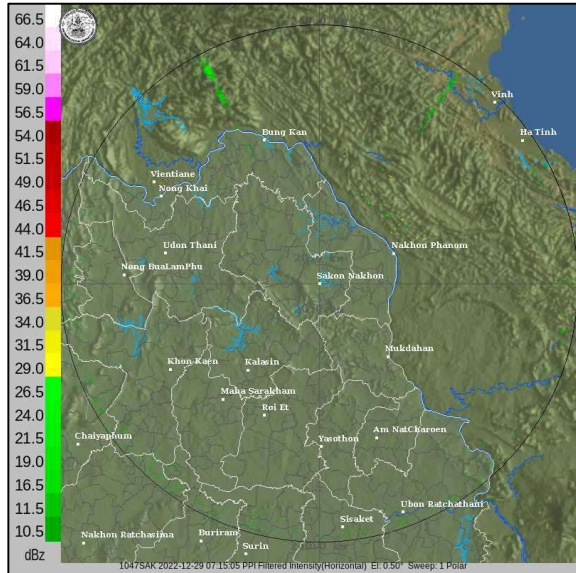 66.5
64.0
61.5
59.0
56.5
54.0
51.5
49.0
46.5
44.0
41.5
39.0
36.5
34.0
31.5
29.0
26.5
24.0
21.5
19.0
16.5
11.5
10.5
dBz
Vinh
Ha Tinh
Bung Kan
Vientiane
Nong Khai
Udon Thani
Nakhon Phanom
Nong BuaLamPhu
Sakon Nakhon
Mukdahan
Khon Kaen
Kalasin
Maha Sarakham
Roi Et
Am NatCharoen
Chaiyaphum
Yasothon
Ubon Ratchathani
Sisaket
Nakhon Ratchasima
Buriram
Surin
1047SAK 2022-12-29 07:15:05 PPI Filtered Intensity(Horizontal) El: 0.50° Sweep: 1 Polar